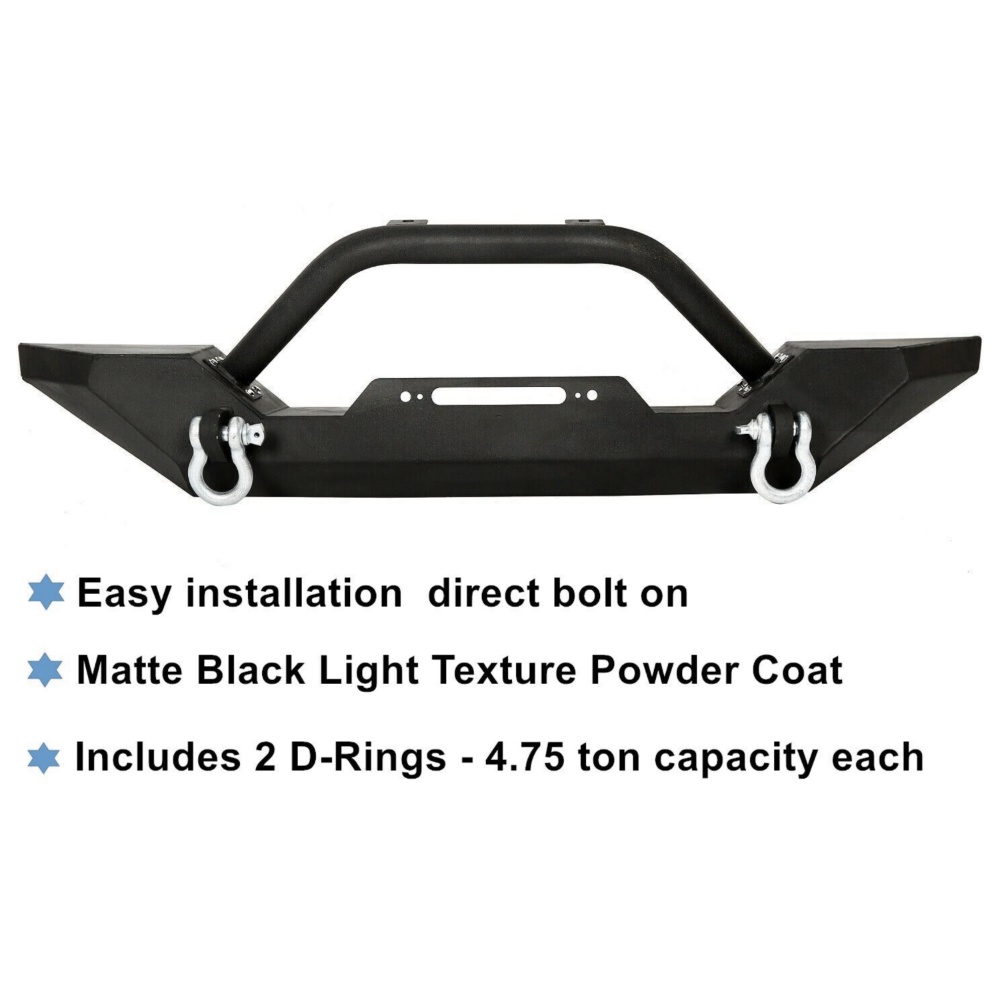 Easy installation direct bolt on
Matte Black Light Texture Powder Coat
Includes 2 D-Rings - 4.75 ton capacity each